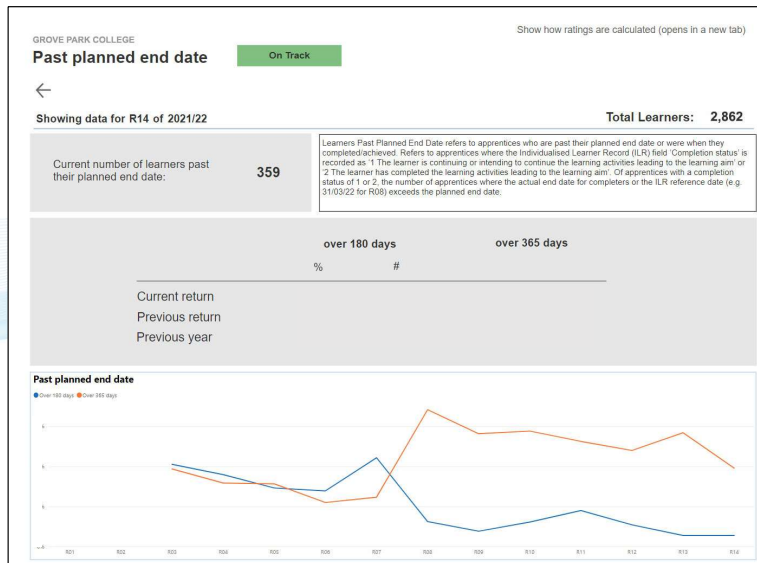 Show how ratings are calculated (opens in a new tab)
GROVE PARK COLLEGE
Past planned end date
On Track
Showing data for R14 of 2021/22
Total Learners: 2,862
Current number of learners past
their planned end date:
359
Learners Past Planned End Date refers to apprentices who are past their planned end date or were when they
completed/achieved. Refers to apprentices where the Individualised Learner Record (ILR) field 'Completion status' is
recorded as '1 The learner is continuing or intending to continue the learning activities leading to the learning aim' or
'2 The learner has completed the learning activities leading to the learning aim'. Of apprentices with a completion
status of 1 or 2, the number of apprentices where the actual end date for completers or the ILR reference date (e.g.
31/03/22 for R08) exceeds the planned end date.
over 180 days over 365 days
% #
Current return
Previous return
Previous year
Past planned end date
Over 180 days Over 365 days
R01 R02 R03 R04 R05 R06 R07 R08 R09 R10 R11 R12 R13 R14